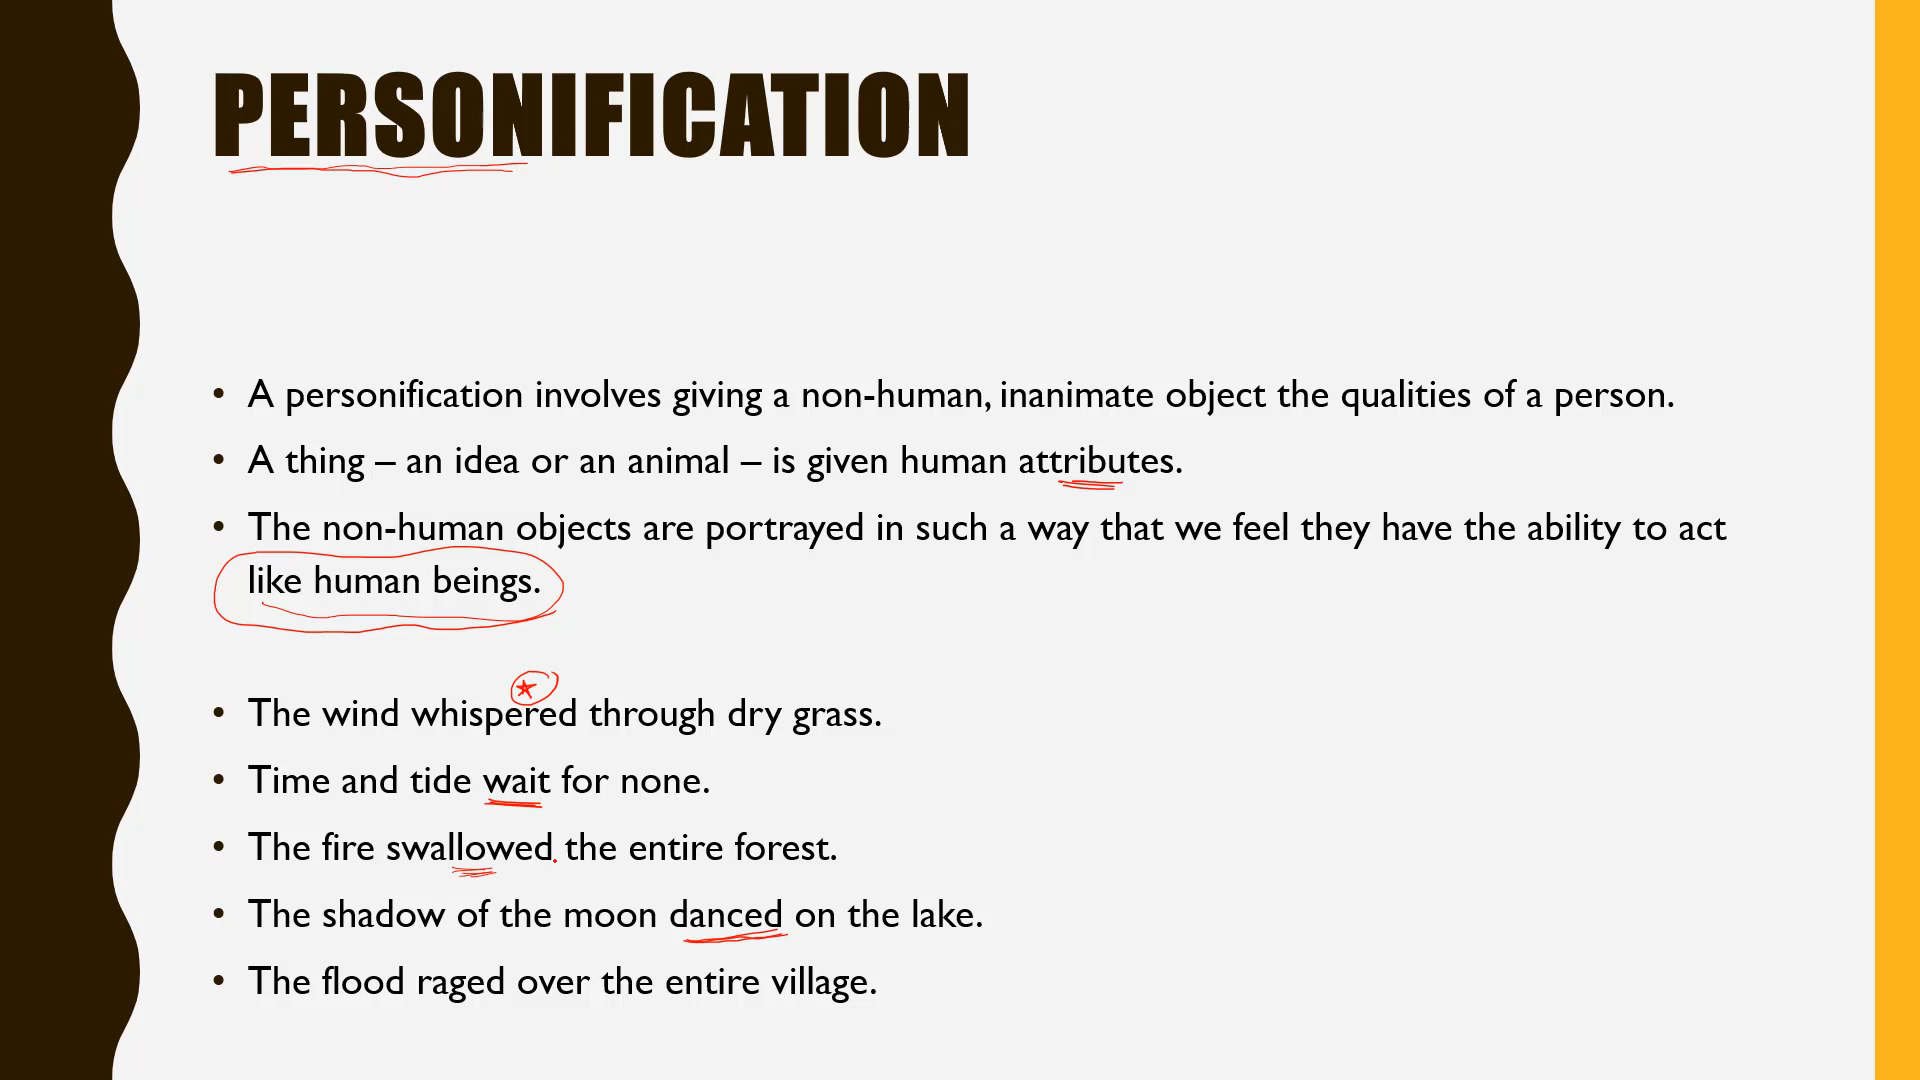 PERSONIFICATION
• A personification involves giving a non-human, inanimate object the qualities of a person.
• A thing – an idea or an animal – is given human attributes.
• The non-human objects are portrayed in such a way that we feel they have the ability to act
like human beings.
• The wind whispered through dry grass.
• Time and tide wait for none.
• The fire swallowed the entire forest.
• The shadow of the moon danced on the lake.
• The flood raged over the entire village.